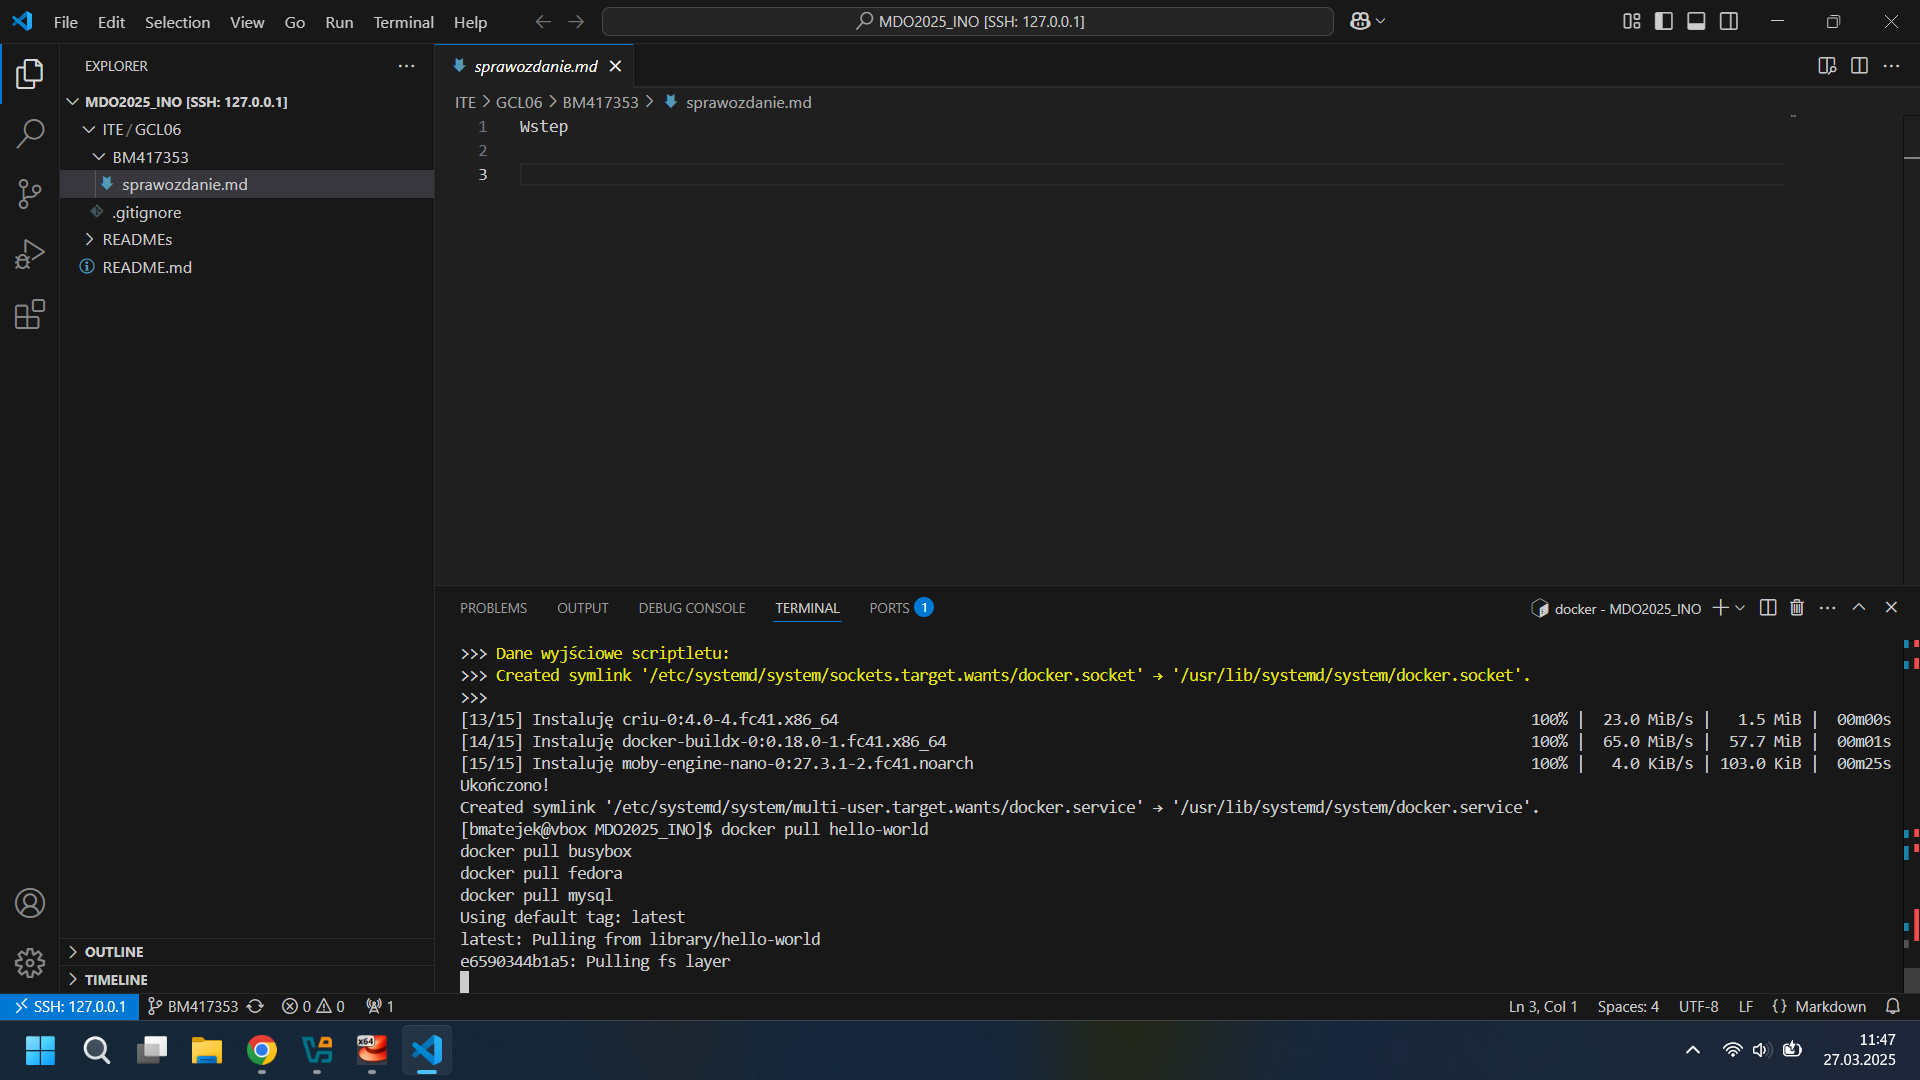 File Edit Selection View Go Run Terminal Help
MDO2025_INO [SSH: 127.0.0.1]
EXPLORER
MDO2025_INO [SSH: 127.0.0.1]
ITE / GCL06
BM417353
sprawozdanie.md
.gitignore
READMEs
README.md
OUTLINE
TIMELINE
sprawozdanie.md
ITE > GCL06 > BM417353 > sprawozdanie.md
1 Wstep
2
3
PROBLEMS OUTPUT DEBUG CONSOLE TERMINAL PORTS 1
docker - MDO2025_INO
>>> Dane wyjściowe scriptletu:
>>> Created symlink '/etc/systemd/system/sockets.target.wants/docker.socket' → '/usr/lib/systemd/system/docker.socket'.
>>>
[13/15] Instaluję criu-0:4.0-4.fc41.x86_64 100% | 23.0 MiB/s | 1.5 MiB | 00m00s
[14/15] Instaluję docker-buildx-0:0.18.0-1.fc41.x86_64 100% | 65.0 MiB/s | 57.7 MiB | 00m01s
[15/15] Instaluję moby-engine-nano-0:27.3.1-2.fc41.noarch 100% | 4.0 KiB/s | 103.0 KiB | 00m25s
Ukończono!
Created symlink '/etc/systemd/system/multi-user.target.wants/docker.service' → '/usr/lib/systemd/system/docker.service'.
[bmatejek@vbox MDO2025_INO]$ docker pull hello-world
docker pull busybox
docker pull fedora
docker pull mysql
Using default tag: latest
latest: Pulling from library/hello-world
e6590344b1a5: Pulling fs layer
SSH: 127.0.0.1 BM417353 0 0 1
Ln 3, Col 1 Spaces: 4 UTF-8 LF {} Markdown
x64
11:47
27.03.2025